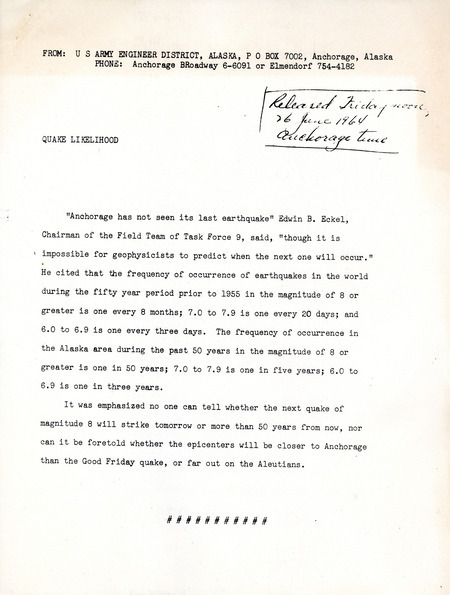 FROM: U S ARMY ENGINEER DISTRICT, ALASKA, P O BOX 7002, Anchorage, Alaska
PHONE: Anchorage BRoadway 6-6091 or Elmendorf 754-4182
Released Friday noon,
26 June 1964
Anchorage time
QUAKE LIKELIHOOD
"Anchorage has not seen its last earthquake" Edwin B. Eckel,
Chairman of the Field Team of Task Force 9, said, "though it is
impossible for geophysicists to predict when the next one will occur."
He cited that the frequency of occurrence of earthquakes in the world
during the fifty year period prior to 1955 in the magnitude of 8 or
greater is one every 8 months; 7.0 to 7.9 is one every 20 days; and
6.0 to 6.9 is one every three days. The frequency of occurrence in
the Alaska area during the past 50 years in the magnitude of 8 or
greater is one in 50 years; 7.0 to 7.9 is one in five years; 6.0 to
6.9 is one in three years.
It was emphasized no one can tell whether the next quake of
magnitude 8 will strike tomorrow or more than 50 years from now, nor
can it be foretold whether the epicenters will be closer to Anchorage
than the Good Friday quake, or far out on the Aleutians.
# # # # # # # # # # #